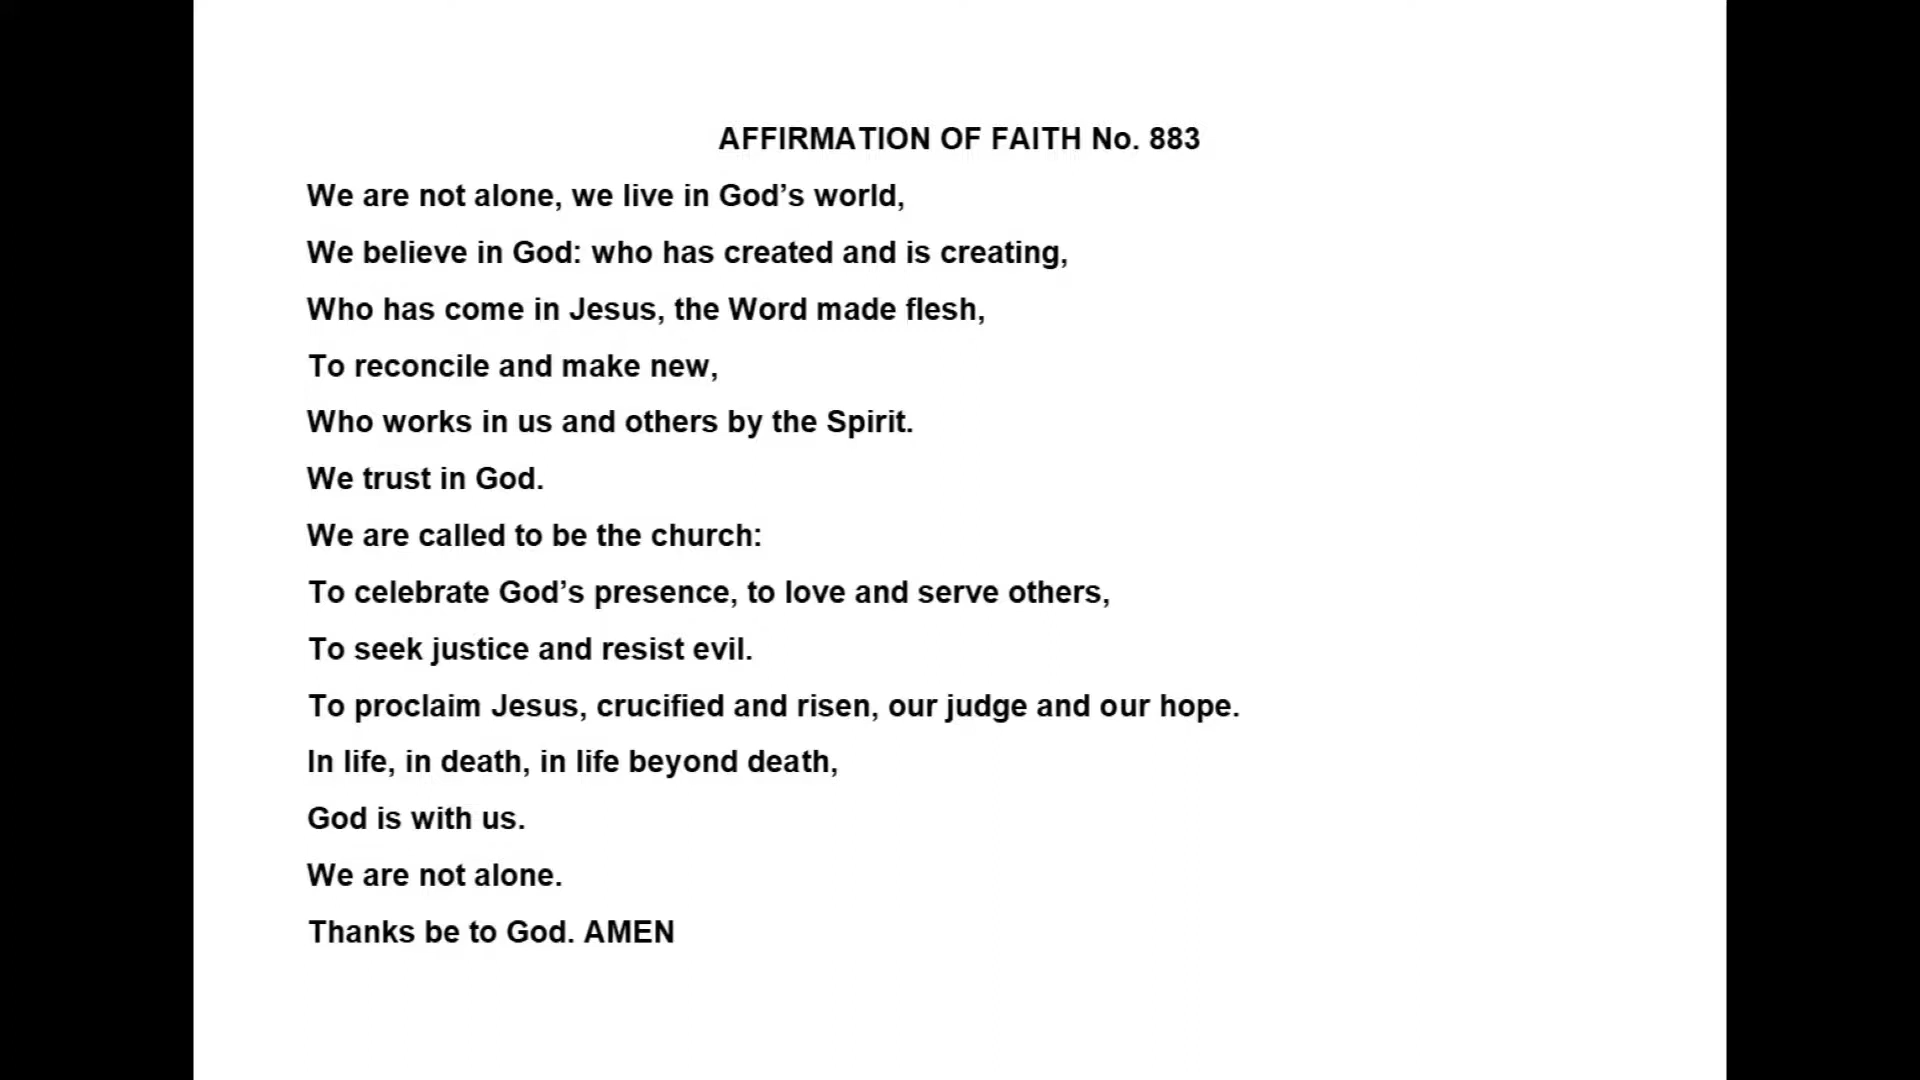 AFFIRMATION OF FAITH No. 883
We are not alone, we live in God’s world,
We believe in God: who has created and is creating,
Who has come in Jesus, the Word made flesh,
To reconcile and make new,
Who works in us and others by the Spirit.
We trust in God.
We are called to be the church:
To celebrate God’s presence, to love and serve others,
To seek justice and resist evil.
To proclaim Jesus, crucified and risen, our judge and our hope.
In life, in death, in life beyond death,
God is with us.
We are not alone.
Thanks be to God. AMEN